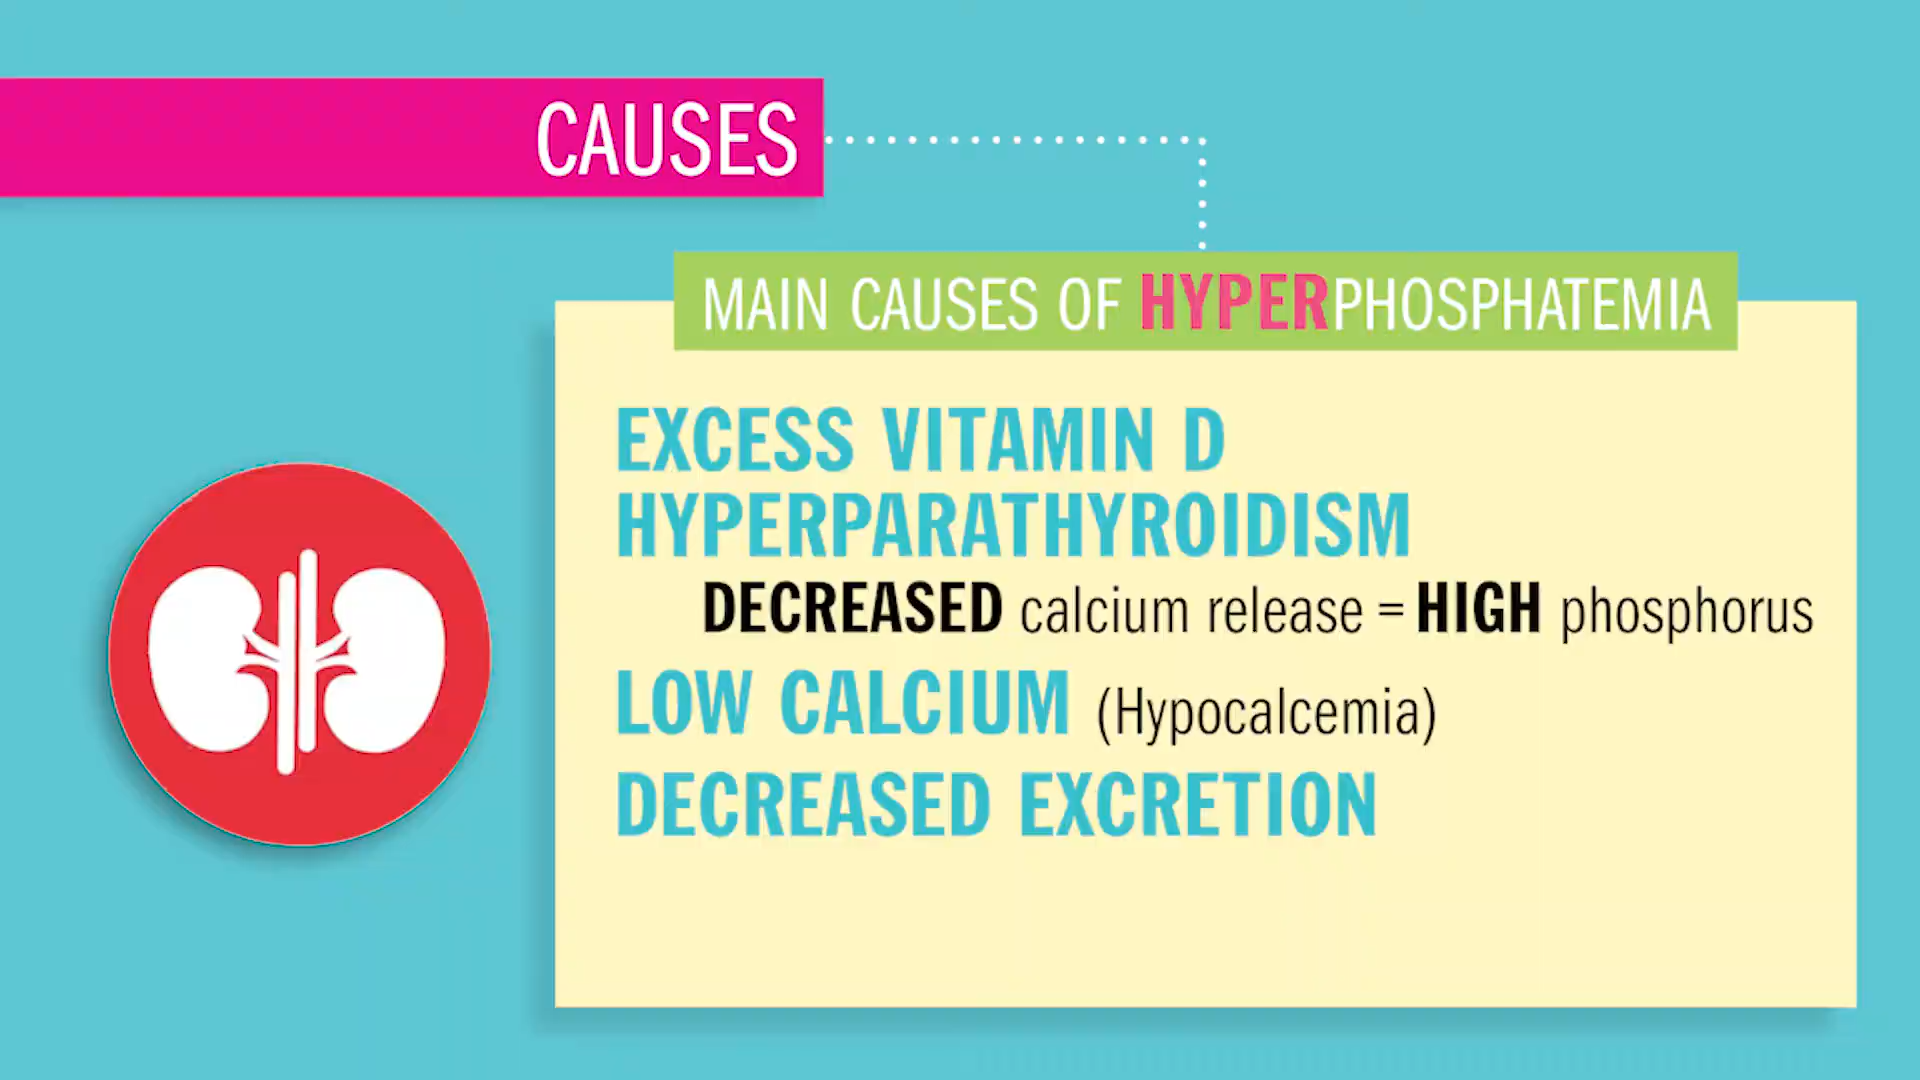 CAUSES
MAIN CAUSES OF HYPERPHOSPHATEMIA
EXCESS VITAMIN D
HYPERPARATHYROIDISM
DECREASED calcium release = HIGH phosphorus
LOW CALCIUM (Hypocalcemia)
DECREASED EXCRETION